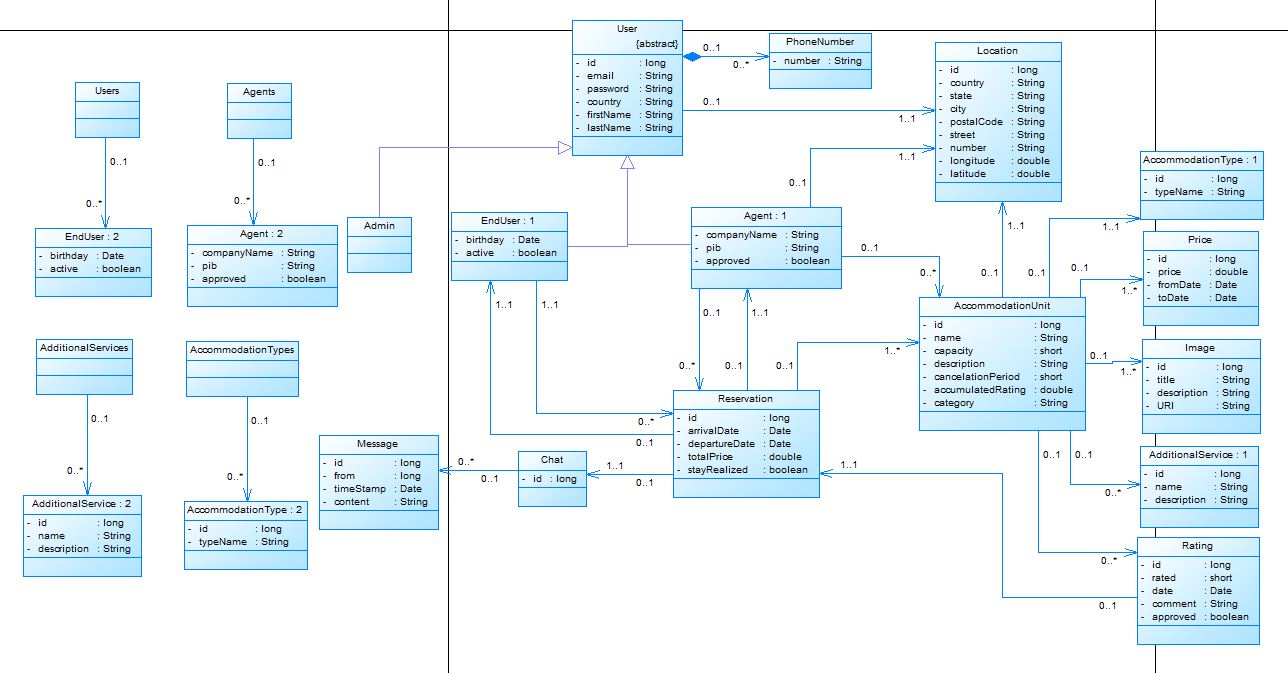 User
{abstract}
- id : long
- email : String
- password : String
- country : String
- firstName : String
- lastName : String
0..1
0..*
PhoneNumber
- number : String
0..1
1..1
Location
- id : long
- country : String
- state : String
- city : String
- postalCode : String
- street : String
- number : String
- longitude : double
- latitude : double
Users
0..1
0..*
EndUser : 2
- birthday : Date
- active : boolean
Agents
0..1
0..*
Agent : 2
- companyName : String
- pib : String
- approved : boolean
Admin
EndUser : 1
- birthday : Date
- active : boolean
1..1
1..1
0..*
0..1
Agent : 1
- companyName : String
- pib : String
- approved : boolean
0..1
1..1
0..1
0..*
0..1
1..1
0..*
0..1
0..1
1..*
1..1
0..1
0..1
1..1
AccommodationType : 1
- id : long
- typeName : String
0..1
1..*
Price
- id : long
- price : double
- fromDate : Date
- toDate : Date
AccommodationUnit
- id : long
- name : String
- capacity : short
- description : String
- cancelationPeriod : short
- accumulatedRating : double
- category : String
0..1
1..*
Image
- id : long
- title : String
- description : String
- URI : String
AdditionalServices
0..1
0..*
AdditionalService : 2
- id : long
- name : String
- description : String
AccommodationTypes
0..1
0..*
AccommodationType : 2
- id : long
- typeName : String
Message
- id : long
- from : long
- timeStamp : Date
- content : String
0..*
0..1
Chat
- id : long
1..1
0..1
Reservation
- id : long
- arrivalDate : Date
- departureDate : Date
- totalPrice : double
- stayRealized : boolean
1..1
0..1
0..1
0..1
0..*
AdditionalService : 1
- id : long
- name : String
- description : String
0..*
Rating
- id : long
- rated : short
- date : Date
- comment : String
- approved : boolean